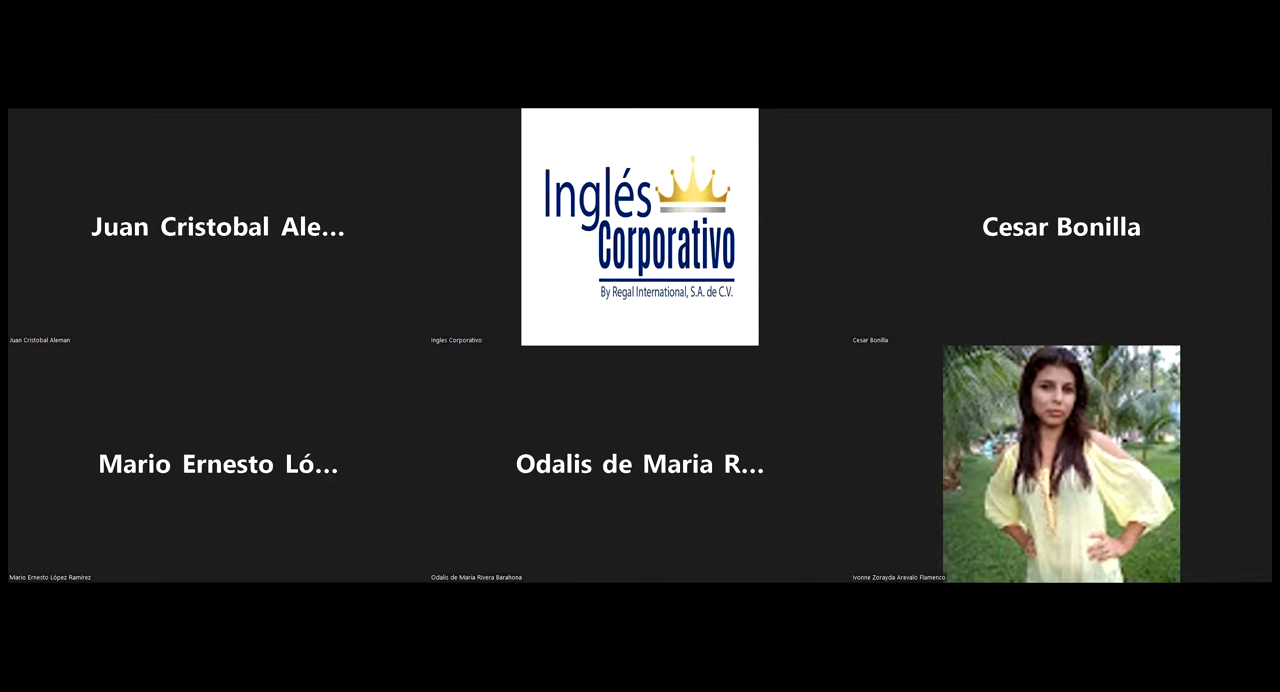 Juan Cristobal Ale...
Inglés
Corporativo
By Regal International, S.A. de C.V.
Cesar Bonilla
Juan Cristobal Aleman
Ingles Corporativo
Cesar Bonilla
Mario Ernesto Ló...
Odalis de Maria R...
Mario Ernesto López Ramírez
Odalis de Maria Rivera Barahona
Ivonne Zorayda Arevalo Flamenco